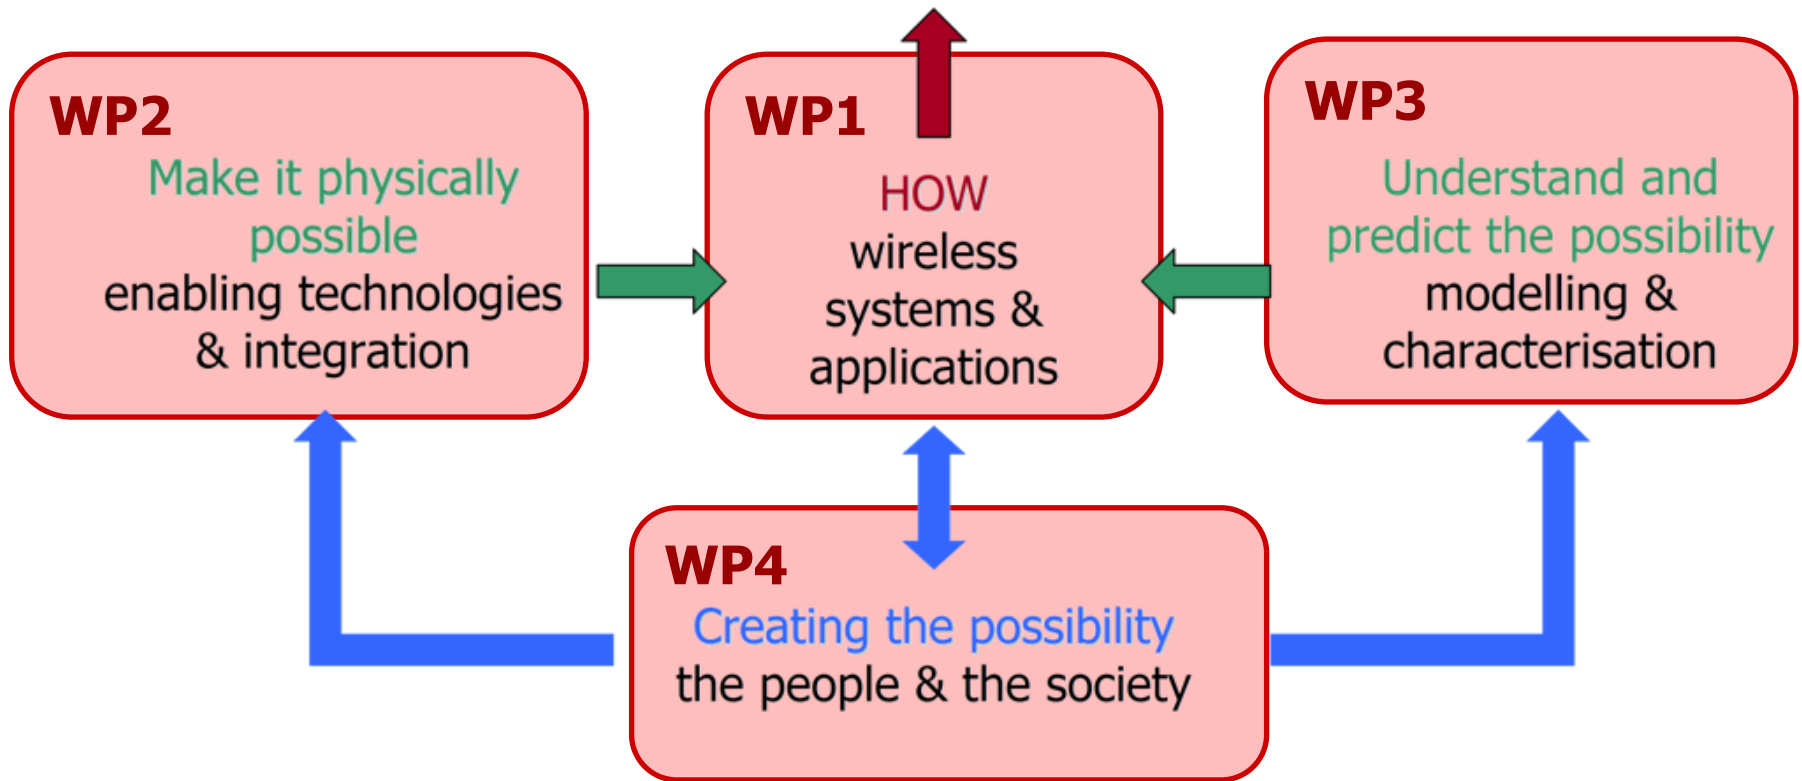 WP2
Make it physically
possible
enabling technologies
& integration
WP1
HOW
wireless
systems &
applications
WP3
Understand and
predict the possibility
modelling &
characterisation
WP4
Creating the possibility
the people & the society